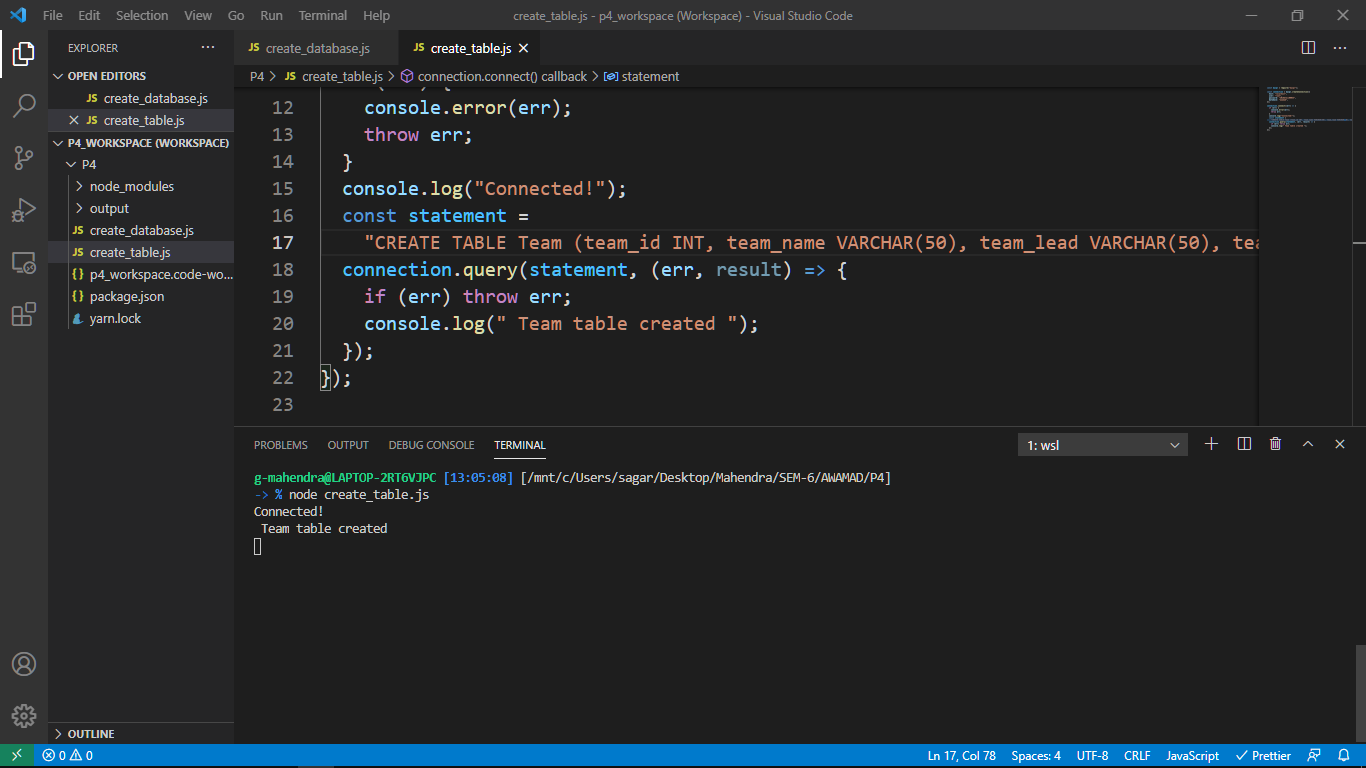 File Edit Selection View Go Run Terminal Help create_table.js - p4_workspace (Workspace) - Visual Studio Code
EXPLORER
OPEN EDITORS
JS create_database.js
JS create_table.js
P4_WORKSPACE (WORKSPACE)
P4
node_modules
output
JS create_database.js
JS create_table.js
{} p4_workspace.code-wo...
{} package.json
yarn.lock
OUTLINE
JS create_database.js JS create_table.js
P4 > JS create_table.js > connection.connect() callback > statement
12 console.error(err);
13 throw err;
14 }
15 console.log("Connected!");
16 const statement =
17 "CREATE TABLE Team (team_id INT, team_name VARCHAR(50), team_lead VARCHAR(50), tea
18 connection.query(statement, (err, result) => {
19 if (err) throw err;
20 console.log(" Team table created ");
21 });
22 });
23
PROBLEMS OUTPUT DEBUG CONSOLE TERMINAL 1: wsl
g-mahendra@LAPTOP-2RT6VJPC [13:05:08] [/mnt/c/Users/sagar/Desktop/Mahendra/SEM-6/AWAMAD/P4]
-> % node create_table.js
Connected!
Team table created
0 0 Ln 17, Col 78 Spaces: 4 UTF-8 CRLF JavaScript Prettier